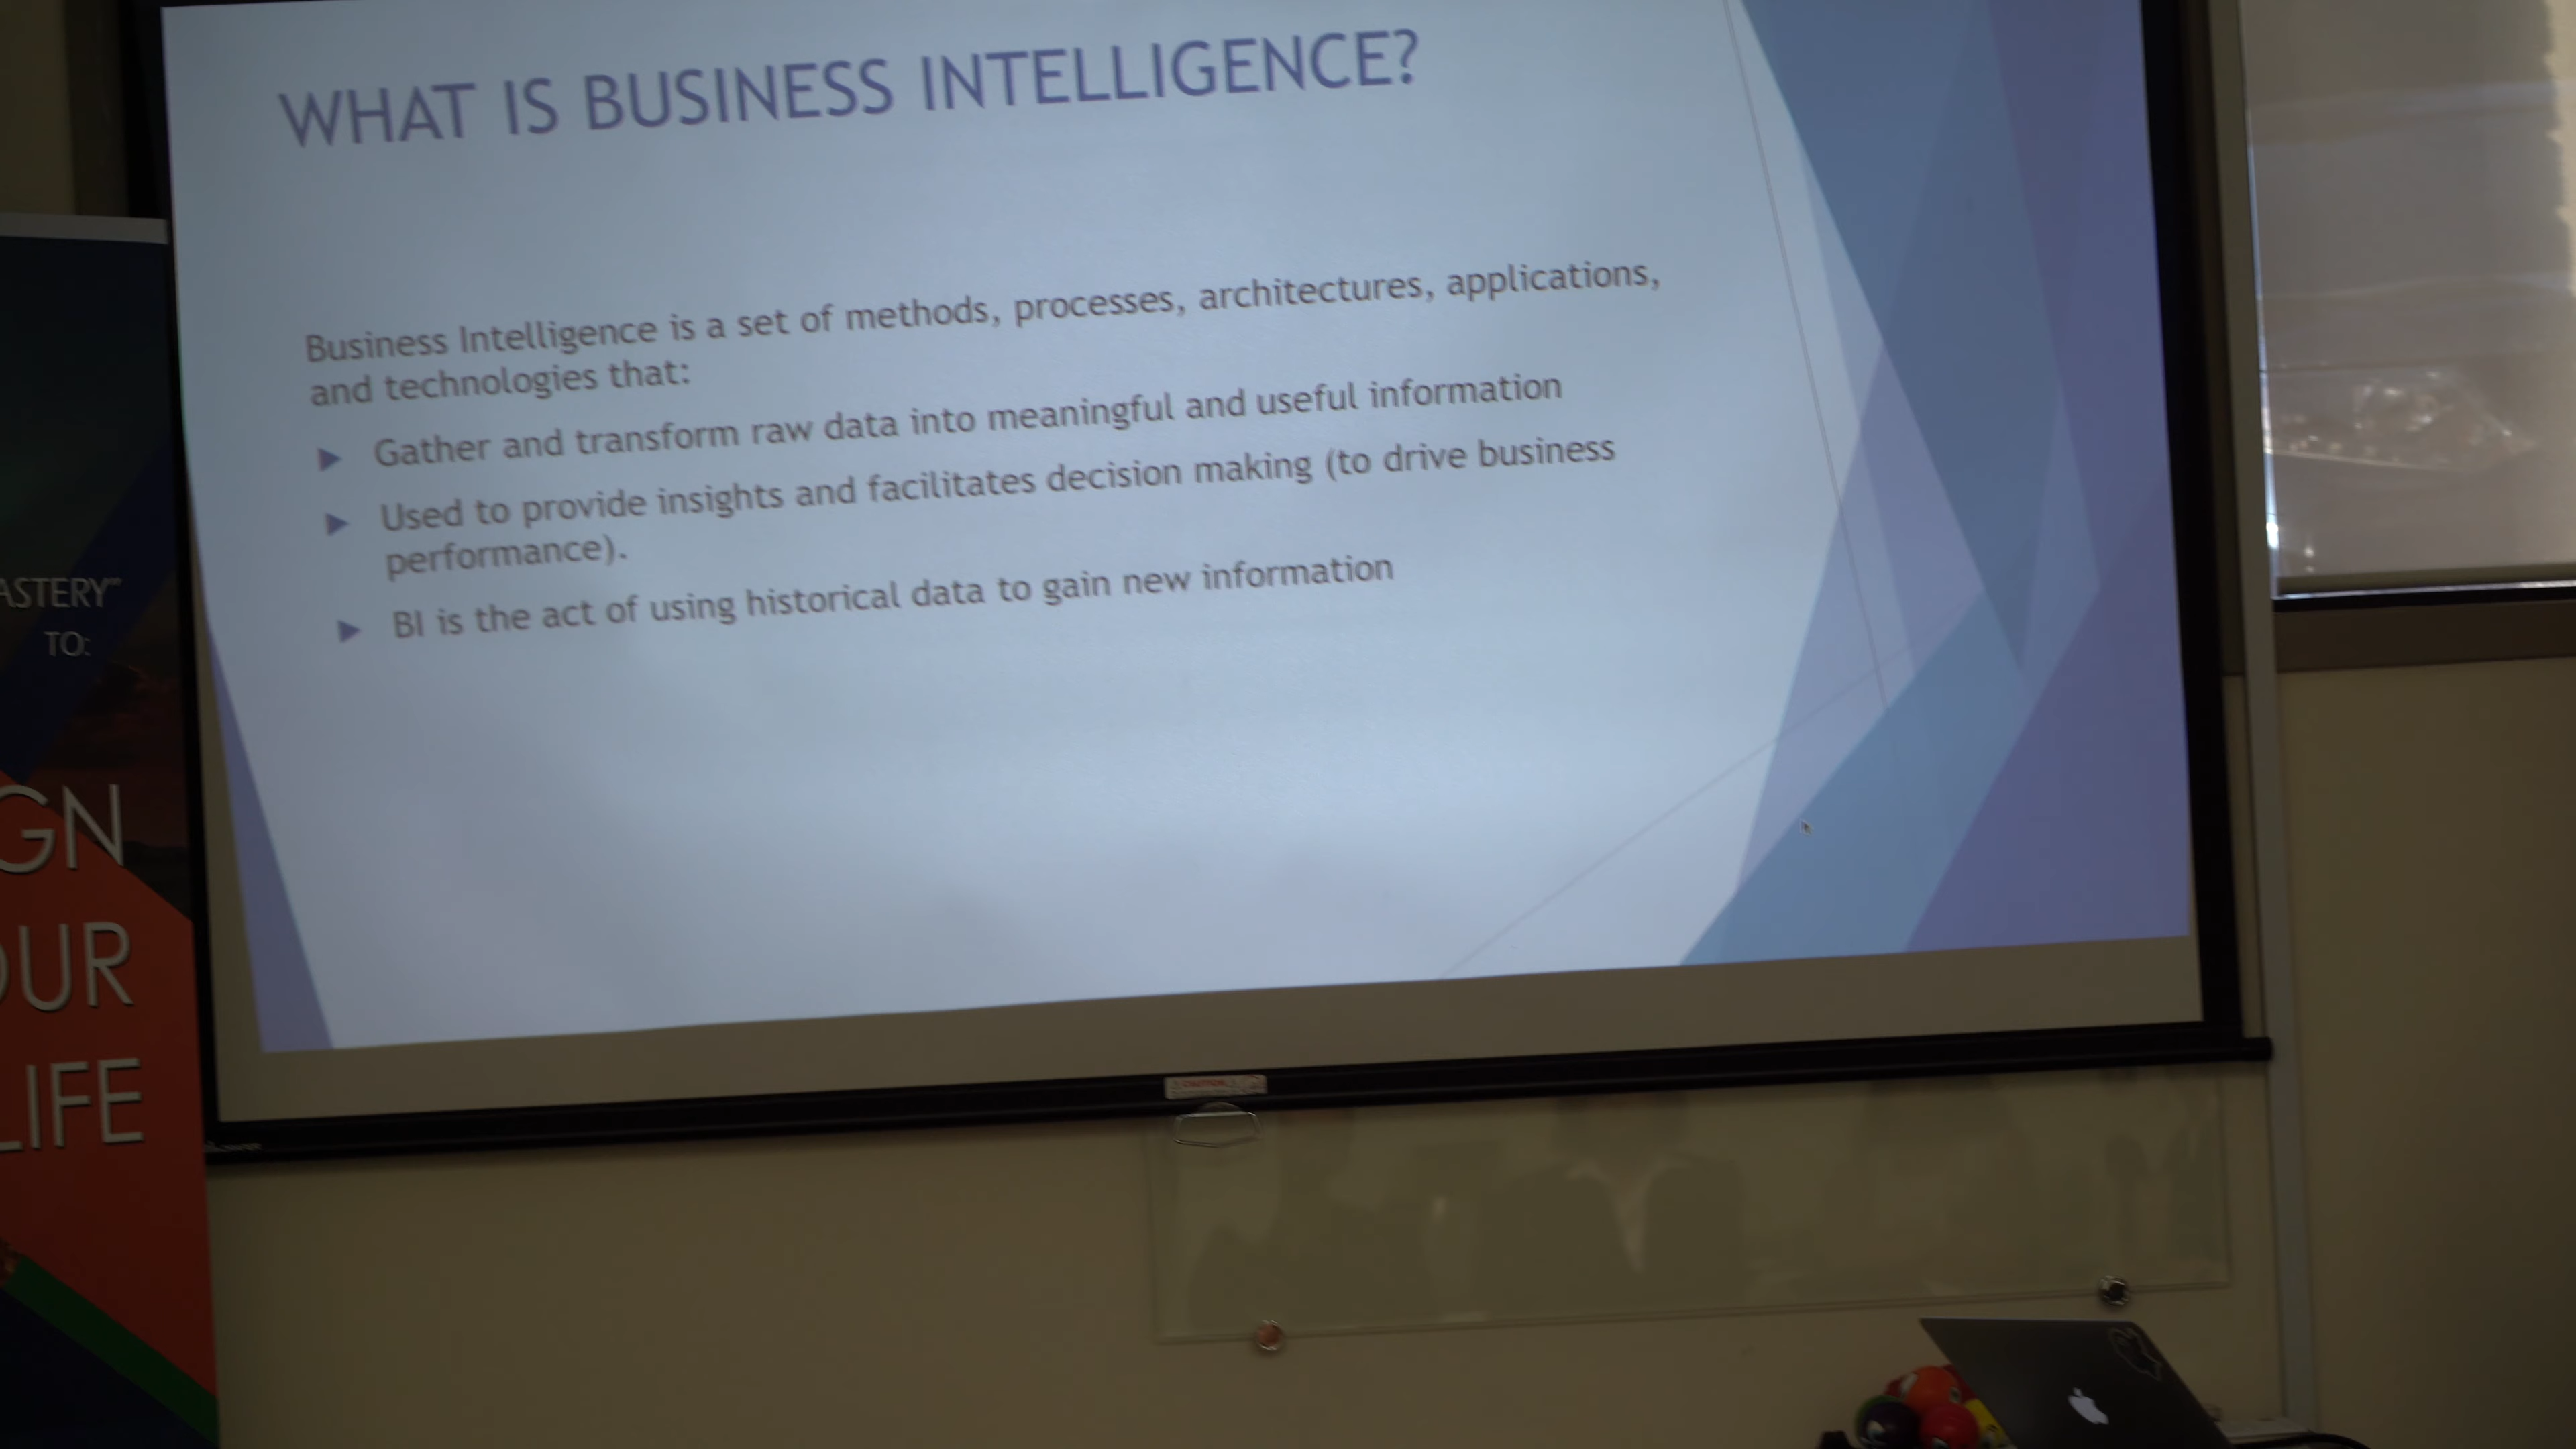 WHAT IS BUSINESS INTELLIGENCE?
Business Intelligence is a set of methods, processes, architectures, applications,
and technologies that:
Gather and transform raw data into meaningful and useful information
Used to provide insights and facilitates decision making (to drive business
performance).
BI is the act of using historical data to gain new information
ASTERY"
TO:
GN
OUR
LIFE
CAUTION